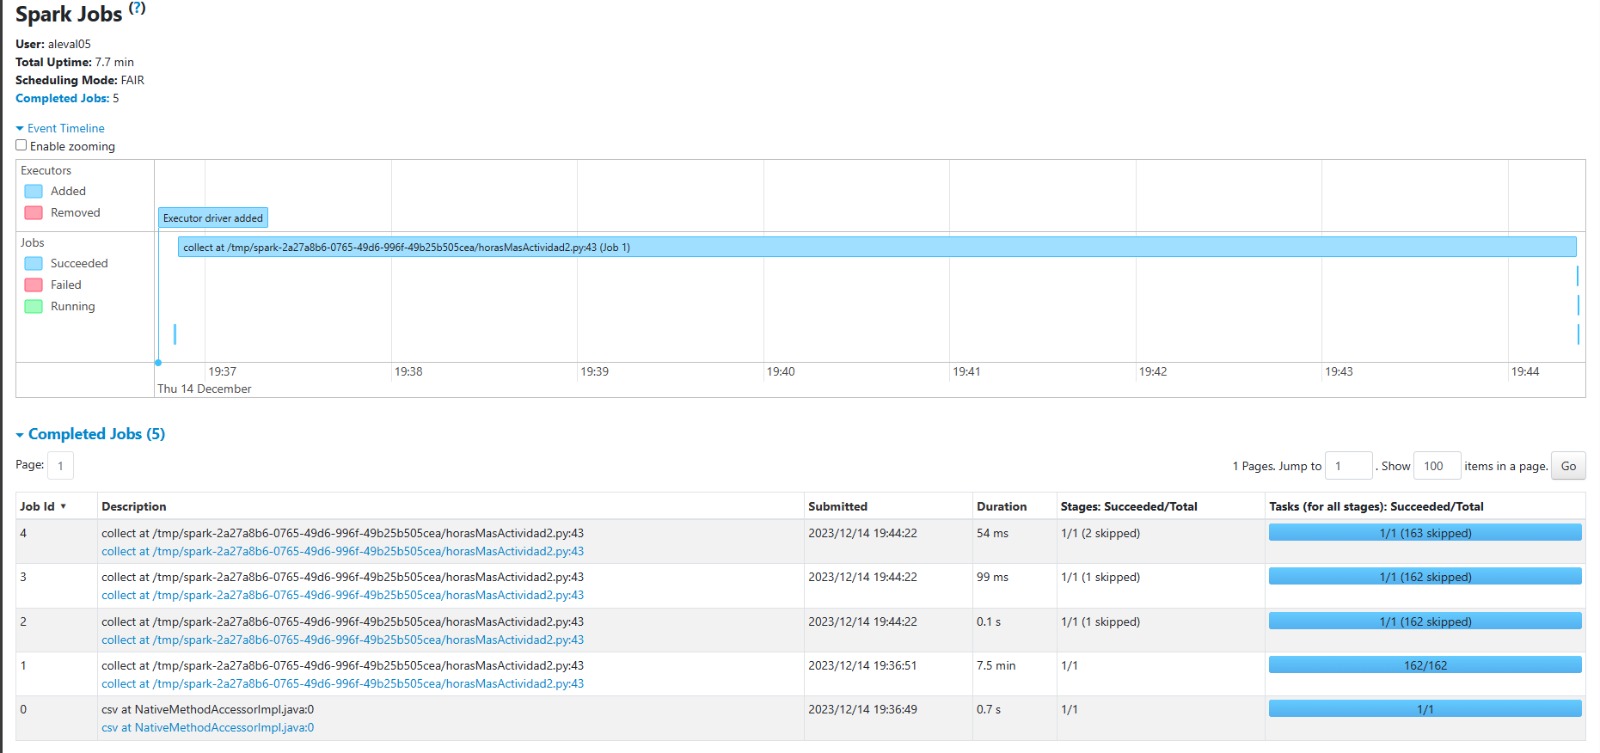 Spark Jobs (?)
User: aleval05
Total Uptime: 7.7 min
Scheduling Mode: FAIR
Completed Jobs: 5
Event Timeline
Enable zooming
Executors
Added
Removed
Executor driver added
Jobs
Succeeded
Failed
Running
collect at /tmp/spark-2a27a8b6-0765-49d6-996f-49b25b505cea/horasMasActividad2.py:43 (Job 1)
19:37 19:38 19:39 19:40 19:41 19:42 19:43 19:44
Thu 14 December
Completed Jobs (5)
Page: 1
1 Pages. Jump to 1 . Show 100 items in a page. Go
Job Id ▾ Description Submitted Duration Stages: Succeeded/Total Tasks (for all stages): Succeeded/Total
4 collect at /tmp/spark-2a27a8b6-0765-49d6-996f-49b25b505cea/horasMasActividad2.py:43 2023/12/14 19:44:22 54 ms 1/1 (2 skipped) 1/1 (163 skipped)
collect at /tmp/spark-2a27a8b6-0765-49d6-996f-49b25b505cea/horasMasActividad2.py:43
3 collect at /tmp/spark-2a27a8b6-0765-49d6-996f-49b25b505cea/horasMasActividad2.py:43 2023/12/14 19:44:22 99 ms 1/1 (1 skipped) 1/1 (162 skipped)
collect at /tmp/spark-2a27a8b6-0765-49d6-996f-49b25b505cea/horasMasActividad2.py:43
2 collect at /tmp/spark-2a27a8b6-0765-49d6-996f-49b25b505cea/horasMasActividad2.py:43 2023/12/14 19:44:22 0.1 s 1/1 (1 skipped) 1/1 (162 skipped)
collect at /tmp/spark-2a27a8b6-0765-49d6-996f-49b25b505cea/horasMasActividad2.py:43
1 collect at /tmp/spark-2a27a8b6-0765-49d6-996f-49b25b505cea/horasMasActividad2.py:43 2023/12/14 19:36:51 7.5 min 1/1 162/162
collect at /tmp/spark-2a27a8b6-0765-49d6-996f-49b25b505cea/horasMasActividad2.py:43
0 csv at NativeMethodAccessorImpl.java:0 2023/12/14 19:36:49 0.7 s 1/1 1/1
csv at NativeMethodAccessorImpl.java:0